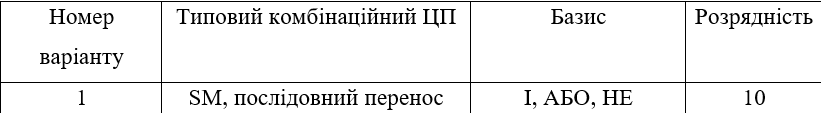 Номер варіанту Типовий комбінаційний ЦП Базис Розрядність
1 SM, послідовний перенос І, АБО, НЕ 10